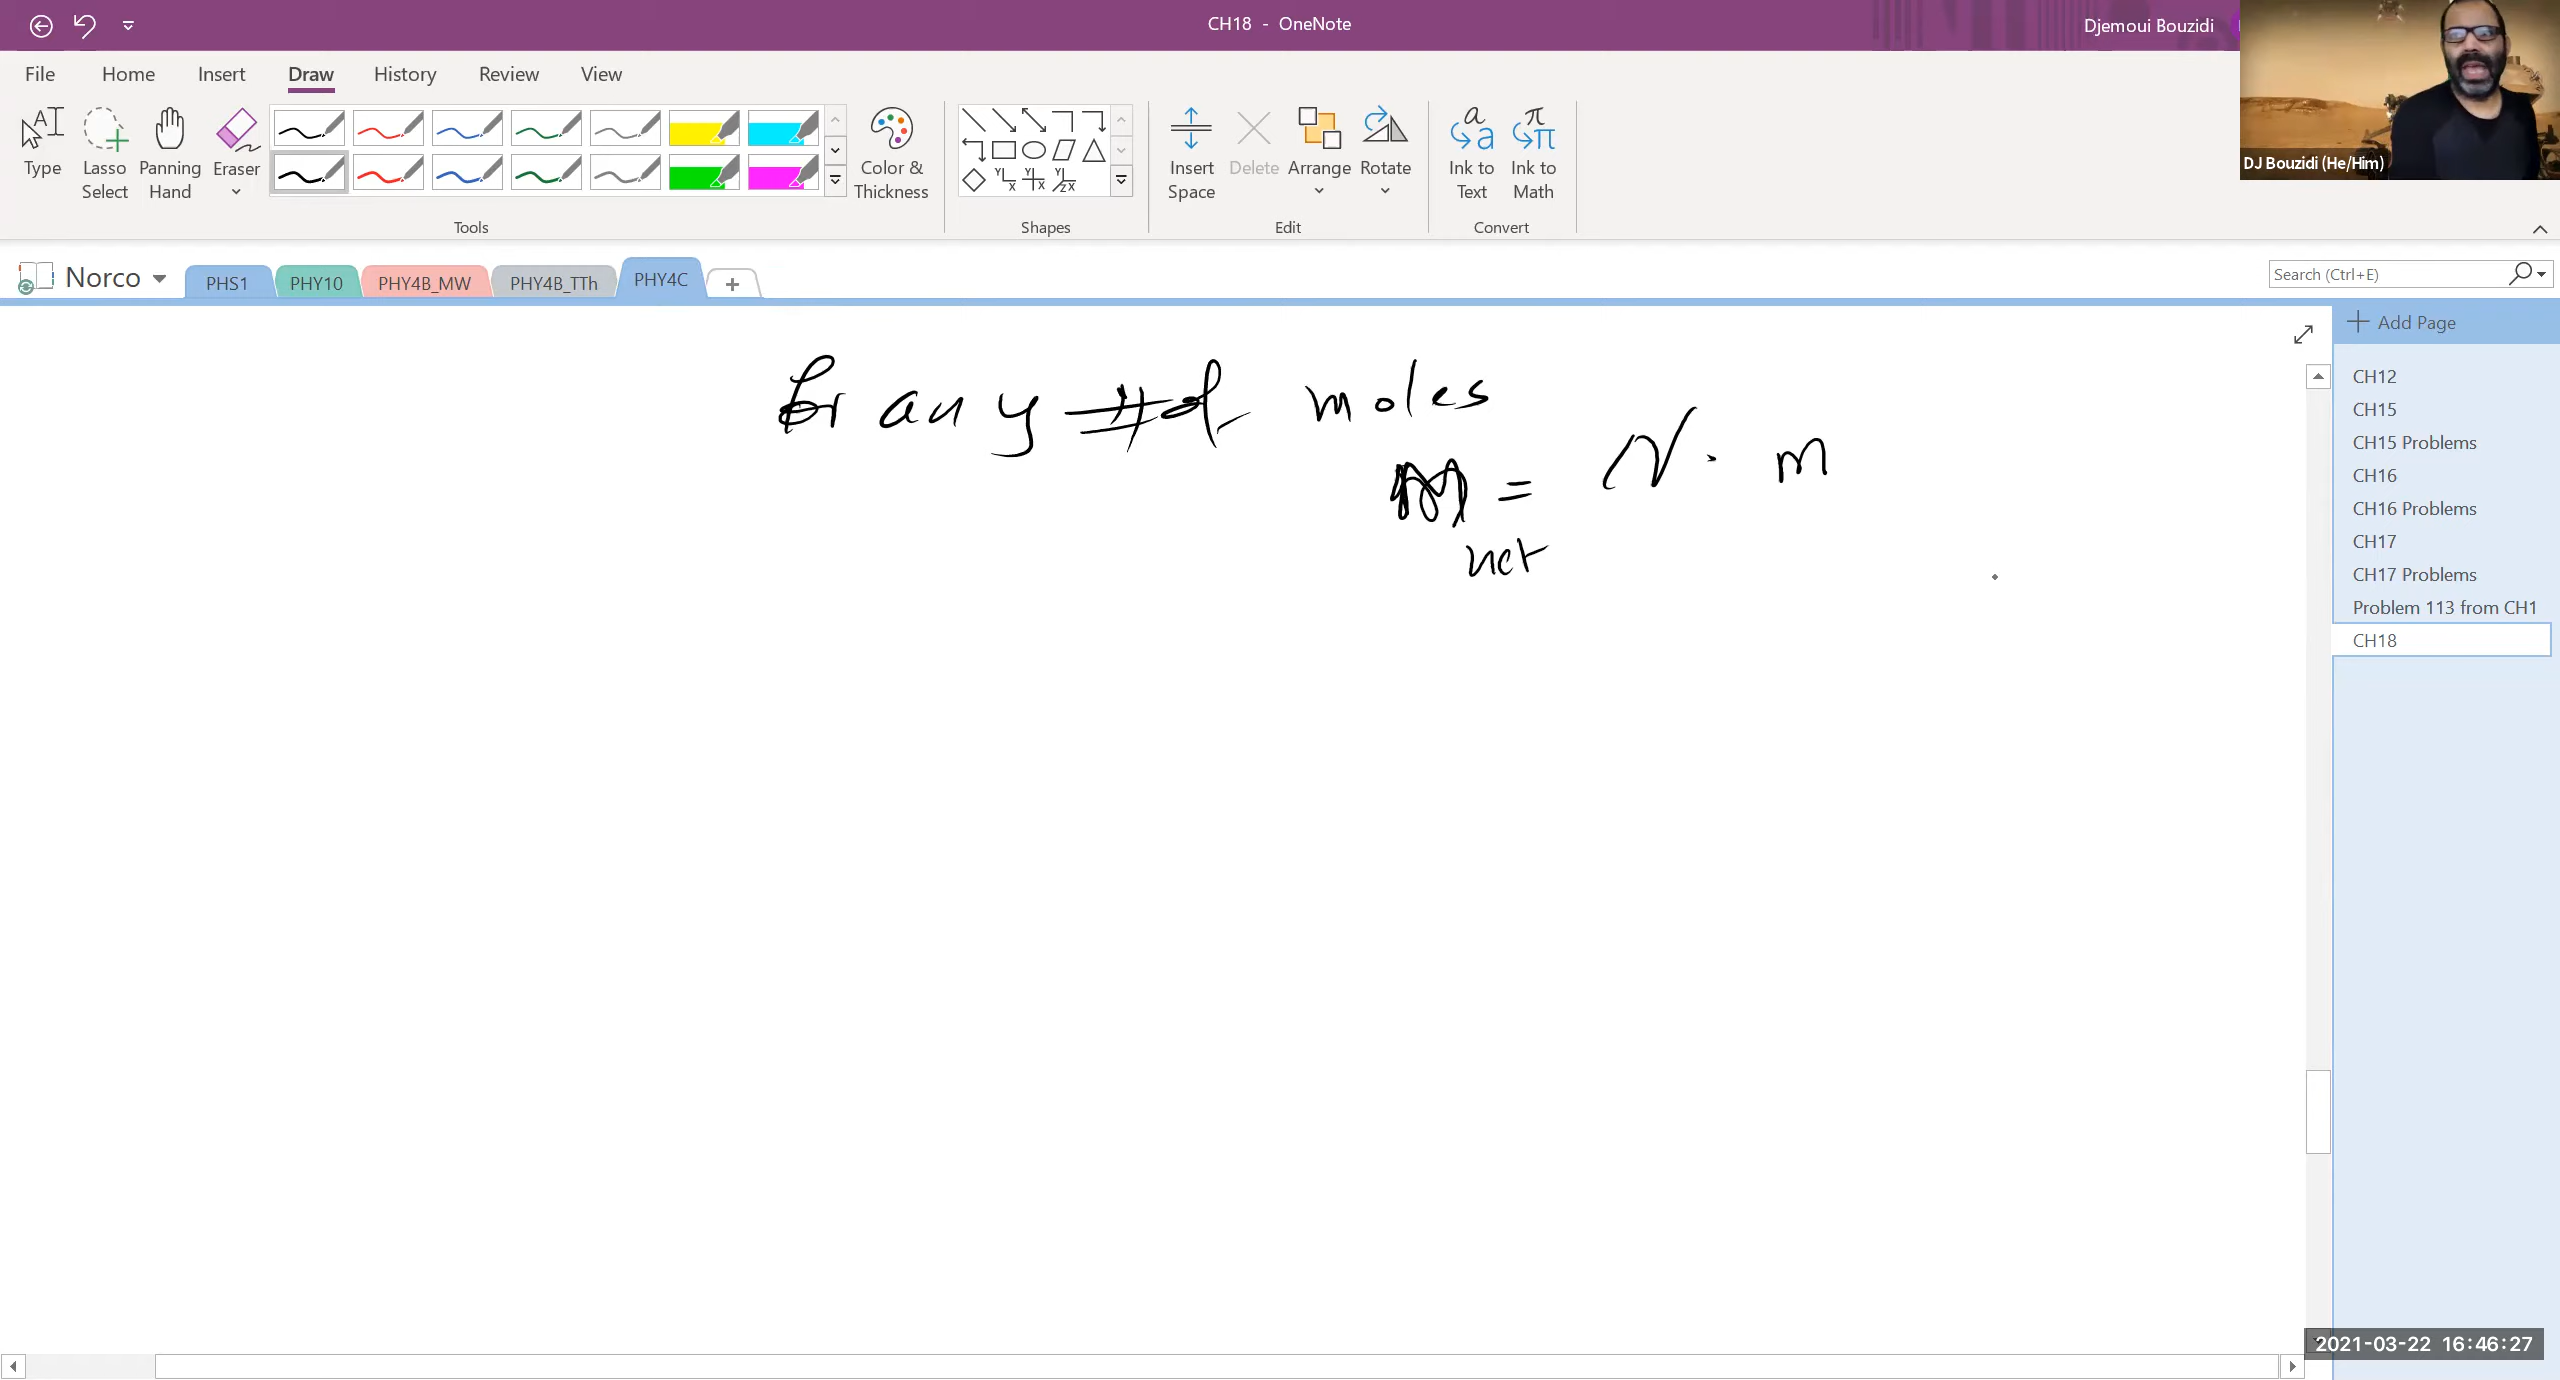 CH18 - OneNote
Djemoui Bouzidi
File Home Insert Draw History Review View
Type
Lasso Select
Panning Hand
Eraser
Color & Thickness
Insert Space
Delete
Arrange
Rotate
Ink to Text
Ink to Math
Tools
Shapes
Edit
Convert
DJ Bouzidi (He/Him)
Norco PHS1 PHY10 PHY4B_MW PHY4B_TTh PHY4C +
Search (Ctrl+E)
Add Page
CH12
CH15
CH15 Problems
CH16
CH16 Problems
CH17
CH17 Problems
Problem 113 from CH1
CH18
for any # of moles
M = N · m
net
2021-03-22 16:46:27